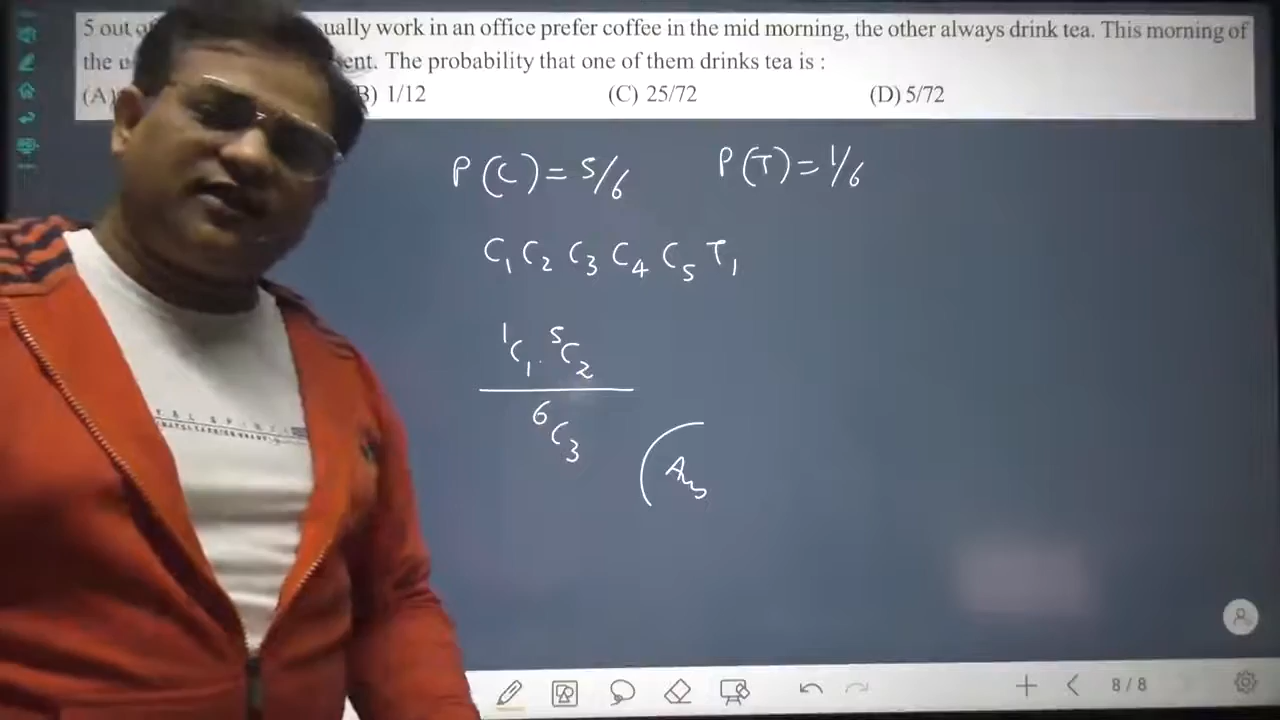 5 out o ually work in an office prefer coffee in the mid morning, the other always drink tea. This morning of
the u sent. The probability that one of them drinks tea is :
(A) B) 1/12 (C) 25/72 (D) 5/72
P(C) = 5/6 P(T) = 1/6
C₁ C₂ C₃ C₄ C₅ T₁
¹C₁ · ⁵C₂
⁶C₃
Ans
8/8